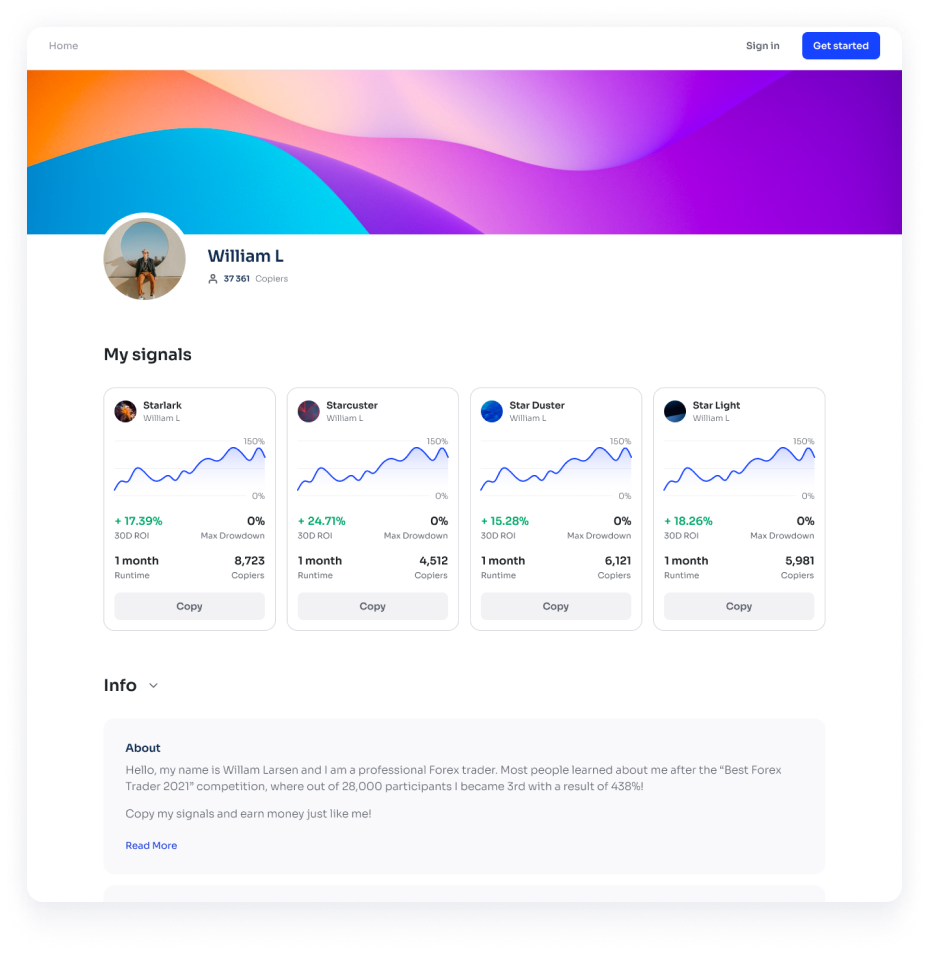 Home
Sign in
Get started
William L
37 361 Copiers
My signals
Starlark
William L
150%
0%
+ 17.39%
0%
30D ROI
Max Drowdown
1 month
8,723
Runtime
Copiers
Copy
Starcuster
William L
150%
0%
+ 24.71%
0%
30D ROI
Max Drowdown
1 month
4,512
Runtime
Copiers
Copy
Star Duster
William L
150%
0%
+ 15.28%
0%
30D ROI
Max Drowdown
1 month
6,121
Runtime
Copiers
Copy
Star Light
William L
150%
0%
+ 18.26%
0%
30D ROI
Max Drowdown
1 month
5,981
Runtime
Copiers
Copy
Info
About
Hello, my name is Willam Larsen and I am a professional Forex trader. Most people learned about me after the “Best Forex
Trader 2021” competition, where out of 28,000 participants I became 3rd with a result of 438%!
Copy my signals and earn money just like me!
Read More